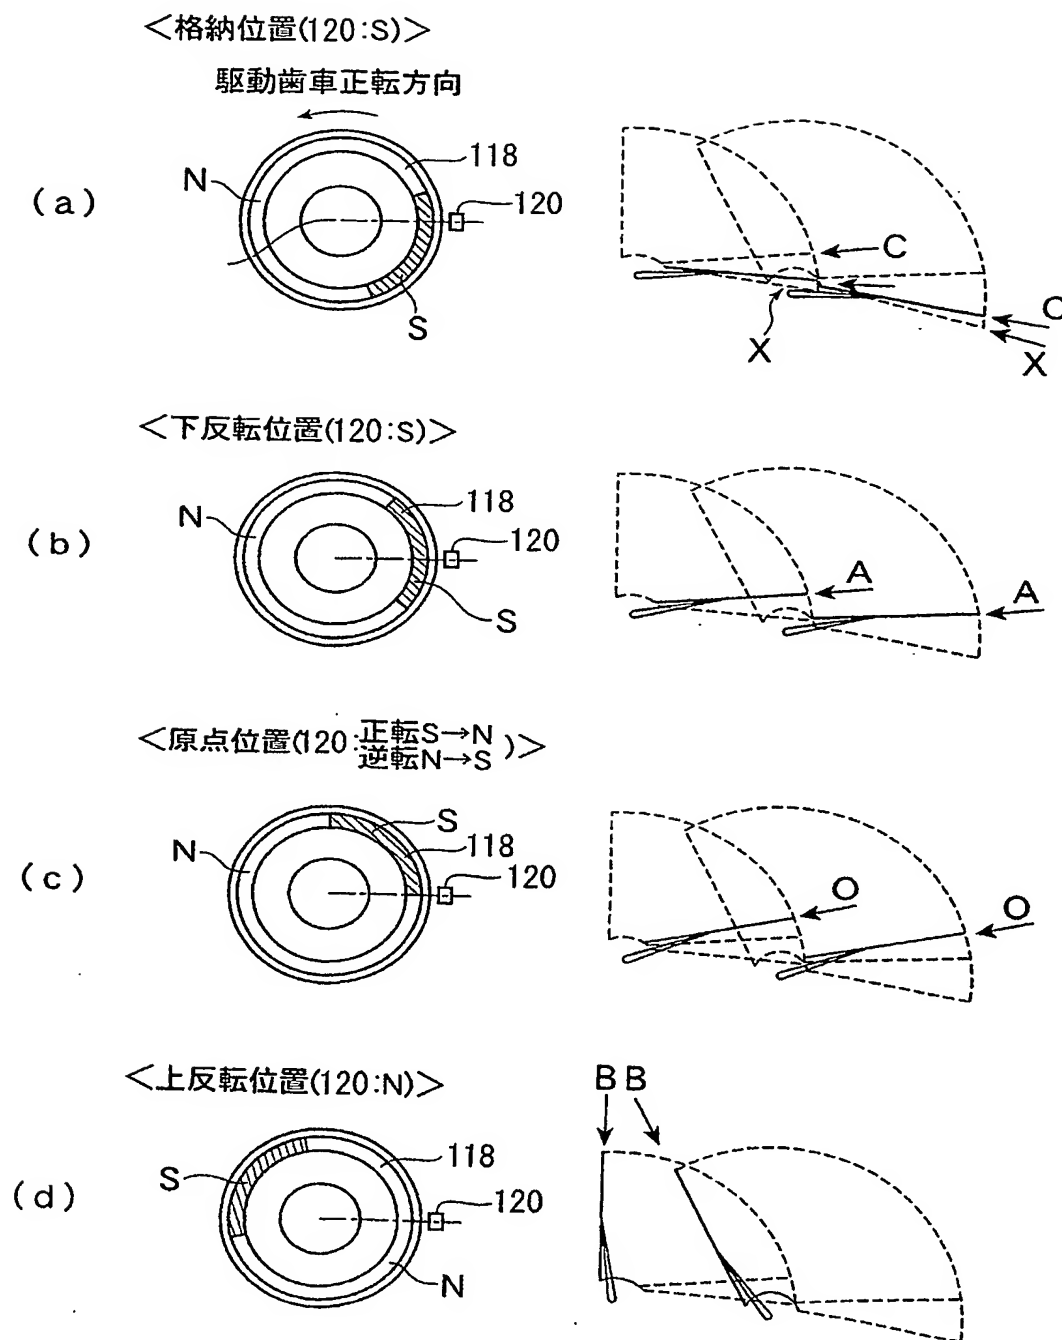 <格納位置(120:S)>
駆動歯車正転方向
(a)
N
118
120
S
C
X
C
X
<下反転位置(120:S)>
(b)
N
118
120
S
A
A
<原点位置(120:正転S→N
逆転N→S)>
(c)
N
S
118
120
O
O
<上反転位置(120:N)>
(d)
S
118
120
N
B B